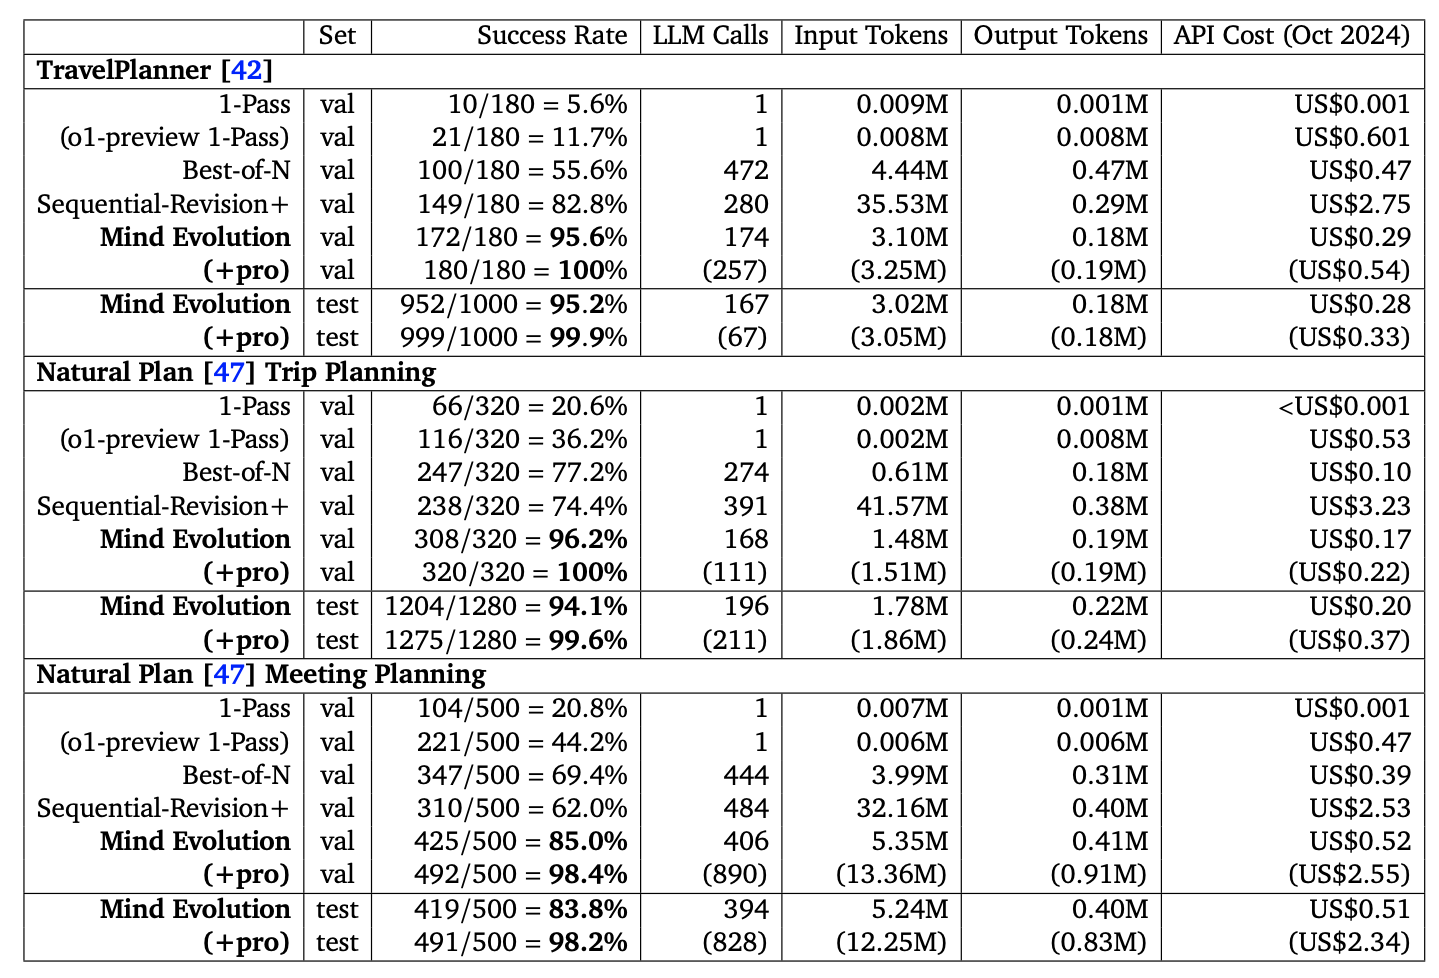 Set Success Rate LLM Calls Input Tokens Output Tokens API Cost (Oct 2024)
TravelPlanner [42]
1-Pass val 10/180 = 5.6% 1 0.009M 0.001M US$0.001
(o1-preview 1-Pass) val 21/180 = 11.7% 1 0.008M 0.008M US$0.601
Best-of-N val 100/180 = 55.6% 472 4.44M 0.47M US$0.47
Sequential-Revision+ val 149/180 = 82.8% 280 35.53M 0.29M US$2.75
Mind Evolution val 172/180 = 95.6% 174 3.10M 0.18M US$0.29
(+pro) val 180/180 = 100% (257) (3.25M) (0.19M) (US$0.54)
Mind Evolution test 952/1000 = 95.2% 167 3.02M 0.18M US$0.28
(+pro) test 999/1000 = 99.9% (67) (3.05M) (0.18M) (US$0.33)
Natural Plan [47] Trip Planning
1-Pass val 66/320 = 20.6% 1 0.002M 0.001M <US$0.001
(o1-preview 1-Pass) val 116/320 = 36.2% 1 0.002M 0.008M US$0.53
Best-of-N val 247/320 = 77.2% 274 0.61M 0.18M US$0.10
Sequential-Revision+ val 238/320 = 74.4% 391 41.57M 0.38M US$3.23
Mind Evolution val 308/320 = 96.2% 168 1.48M 0.19M US$0.17
(+pro) val 320/320 = 100% (111) (1.51M) (0.19M) (US$0.22)
Mind Evolution test 1204/1280 = 94.1% 196 1.78M 0.22M US$0.20
(+pro) test 1275/1280 = 99.6% (211) (1.86M) (0.24M) (US$0.37)
Natural Plan [47] Meeting Planning
1-Pass val 104/500 = 20.8% 1 0.007M 0.001M US$0.001
(o1-preview 1-Pass) val 221/500 = 44.2% 1 0.006M 0.006M US$0.47
Best-of-N val 347/500 = 69.4% 444 3.99M 0.31M US$0.39
Sequential-Revision+ val 310/500 = 62.0% 484 32.16M 0.40M US$2.53
Mind Evolution val 425/500 = 85.0% 406 5.35M 0.41M US$0.52
(+pro) val 492/500 = 98.4% (890) (13.36M) (0.91M) (US$2.55)
Mind Evolution test 419/500 = 83.8% 394 5.24M 0.40M US$0.51
(+pro) test 491/500 = 98.2% (828) (12.25M) (0.83M) (US$2.34)